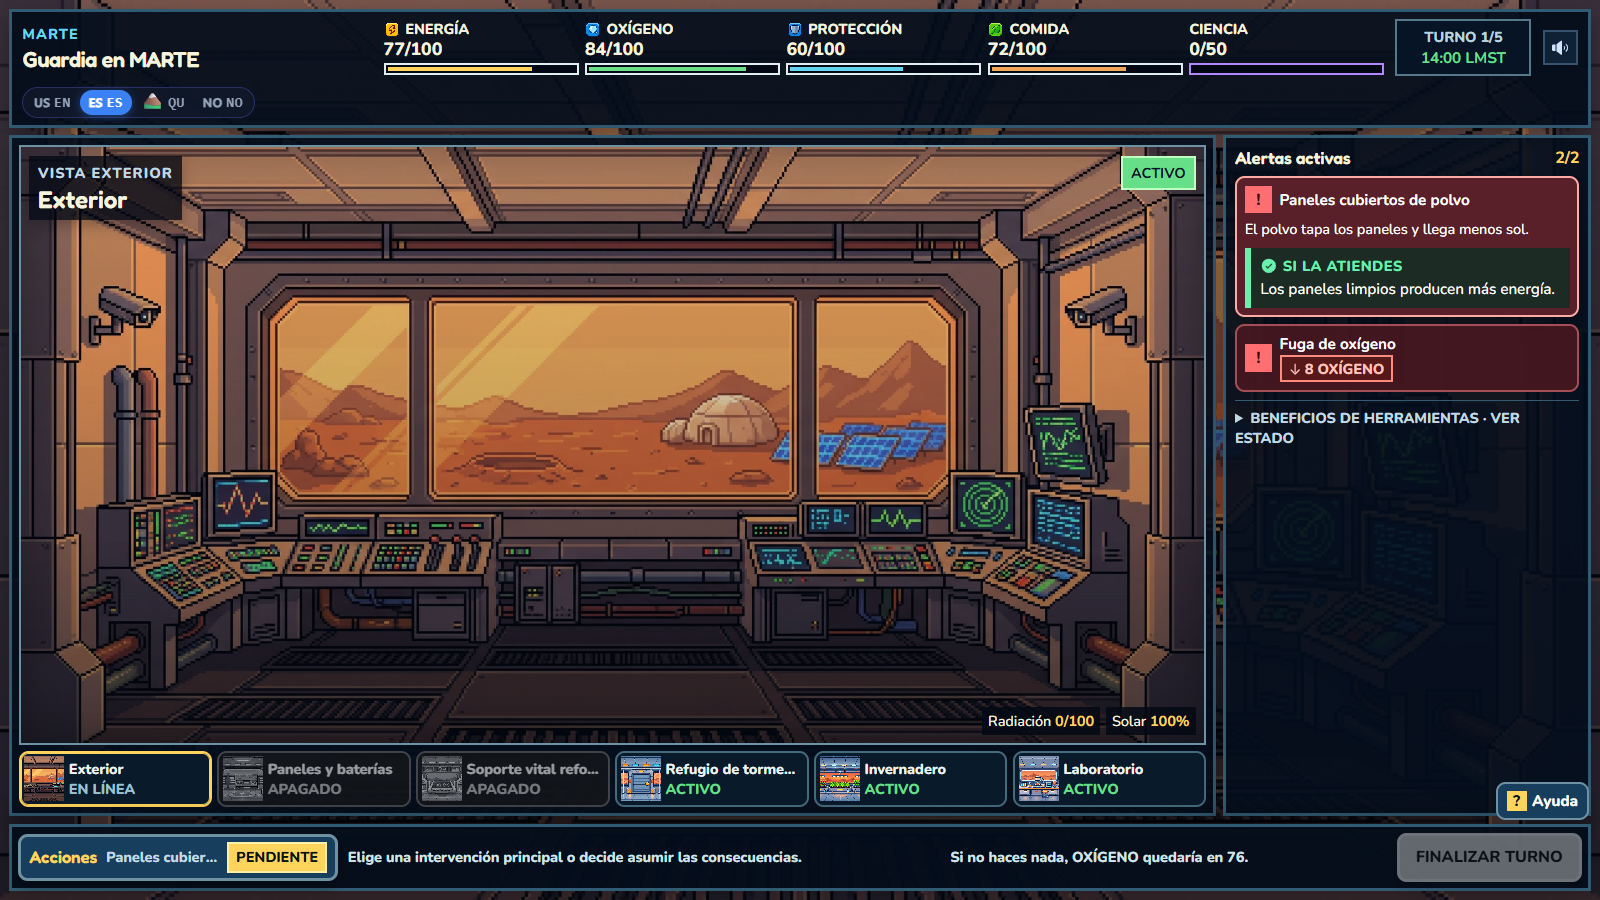 MARTE
Guardia en MARTE
US EN
ES ES
QU
NO NO
ENERGÍA
77/100
OXÍGENO
84/100
PROTECCIÓN
60/100
COMIDA
72/100
CIENCIA
0/50
TURNO 1/5
14:00 LMST
VISTA EXTERIOR
Exterior
ACTIVO
Radiación 0/100
Solar 100%
Alertas activas
2/2
! Paneles cubiertos de polvo
El polvo tapa los paneles y llega menos sol.
SI LA ATIENDES
Los paneles limpios producen más energía.
! Fuga de oxígeno
↓ 8 OXÍGENO
▶ BENEFICIOS DE HERRAMIENTAS · VER
ESTADO
Exterior
EN LÍNEA
Paneles y baterías
APAGADO
Soporte vital refo...
APAGADO
Refugio de torme...
ACTIVO
Invernadero
ACTIVO
Laboratorio
ACTIVO
? Ayuda
Acciones Paneles cubier... PENDIENTE
Elige una intervención principal o decide asumir las consecuencias.
Si no haces nada, OXÍGENO quedaría en 76.
FINALIZAR TURNO